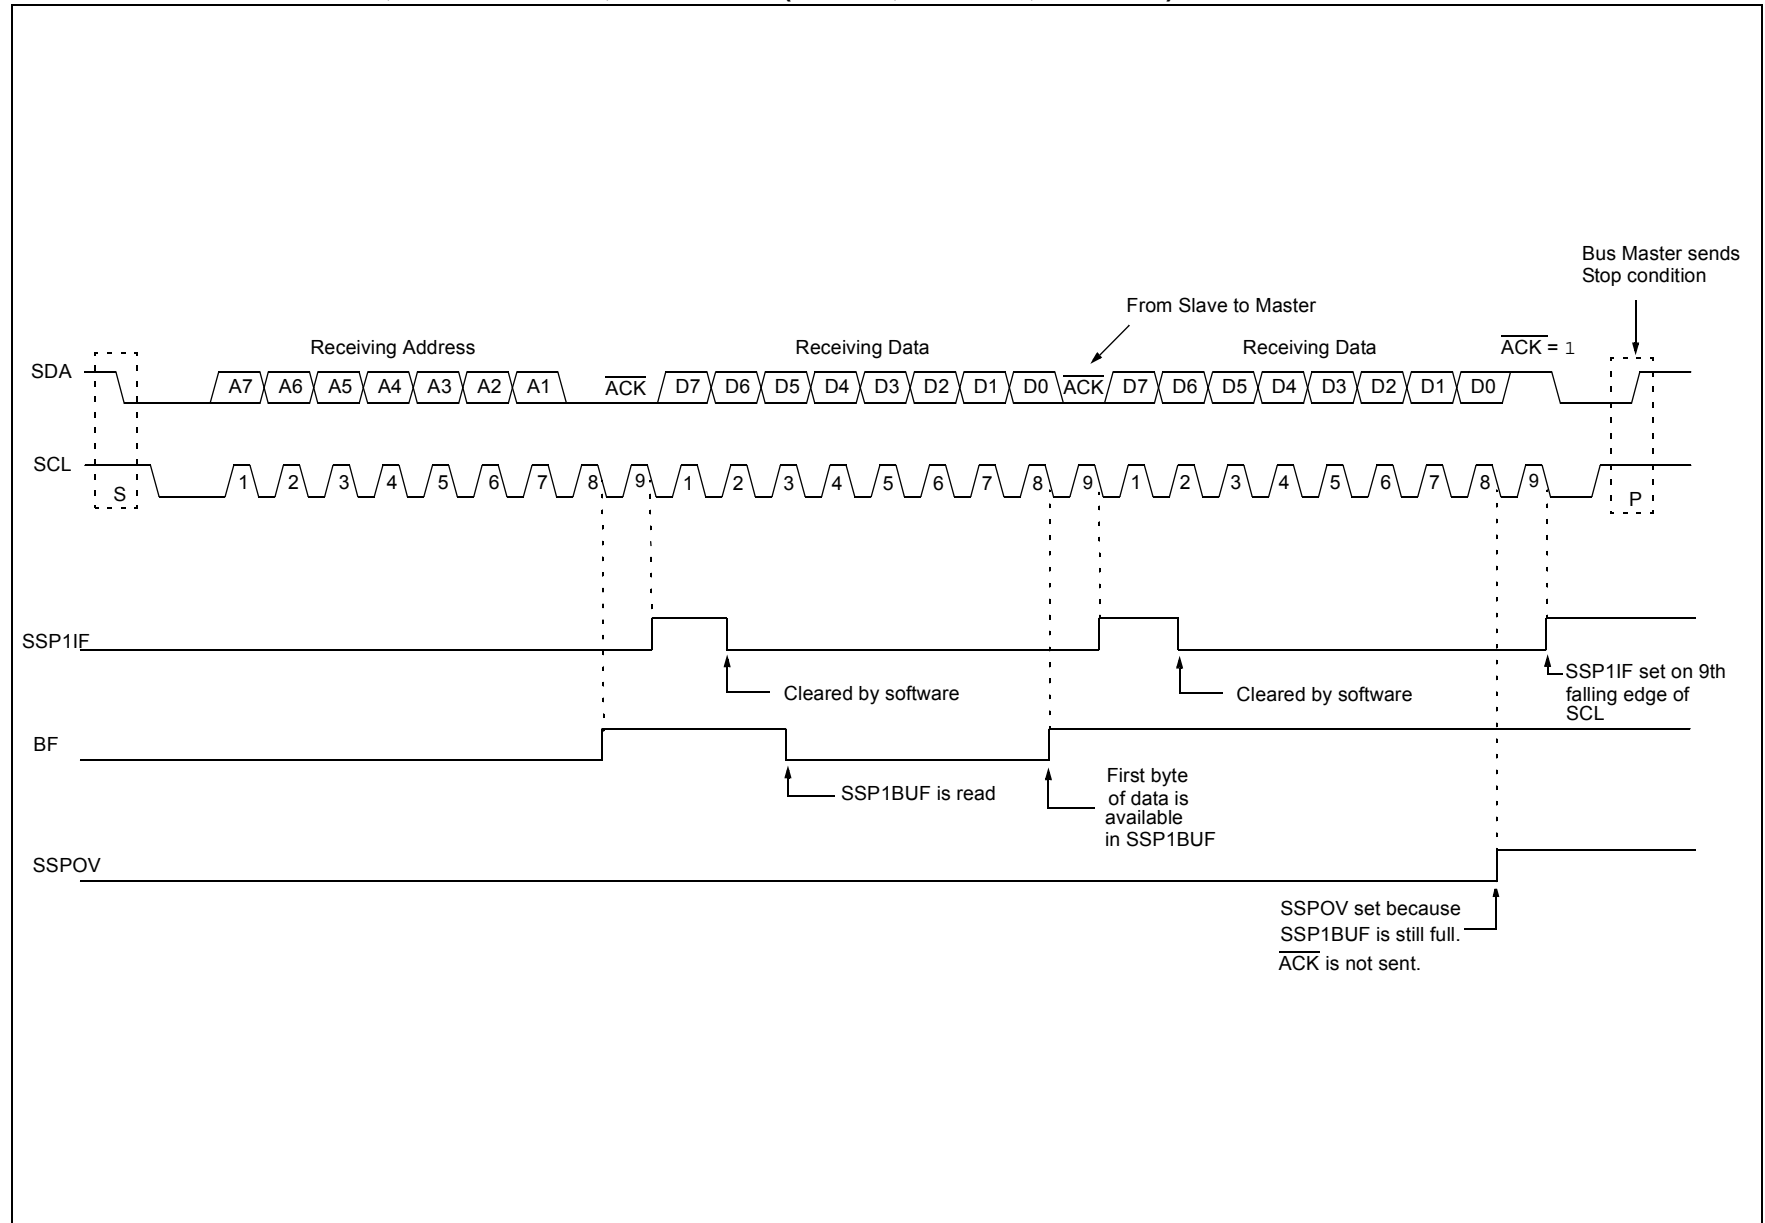 Bus Master sends
Stop condition
From Slave to Master
Receiving Address
Receiving Data
Receiving Data
A̅C̅K̅ = 1
SDA
A7 A6 A5 A4 A3 A2 A1 A̅C̅K̅ D7 D6 D5 D4 D3 D2 D1 D0 A̅C̅K̅ D7 D6 D5 D4 D3 D2 D1 D0
SCL
S 1 2 3 4 5 6 7 8 9 1 2 3 4 5 6 7 8 9 1 2 3 4 5 6 7 8 9 P
SSP1IF
Cleared by software
Cleared by software
SSP1IF set on 9th
falling edge of
SCL
BF
SSP1BUF is read
First byte
of data is
available
in SSP1BUF
SSPOV
SSPOV set because
SSP1BUF is still full.
A̅C̅K̅ is not sent.